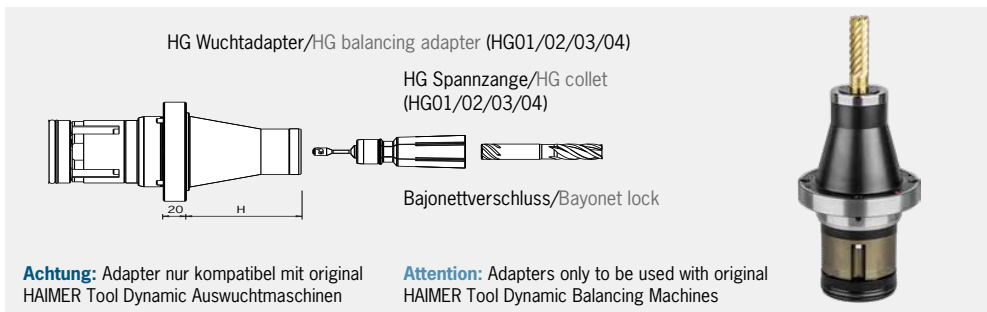 HG Wuchtadapter/HG balancing adapter (HG01/02/03/04)
HG Spannzange/HG collet
(HG01/02/03/04)
20
H
Bajonettverschluss/Bayonet lock
Achtung: Adapter nur kompatibel mit original
HAIMER Tool Dynamic Auswuchtmaschinen
Attention: Adapters only to be used with original
HAIMER Tool Dynamic Balancing Machines